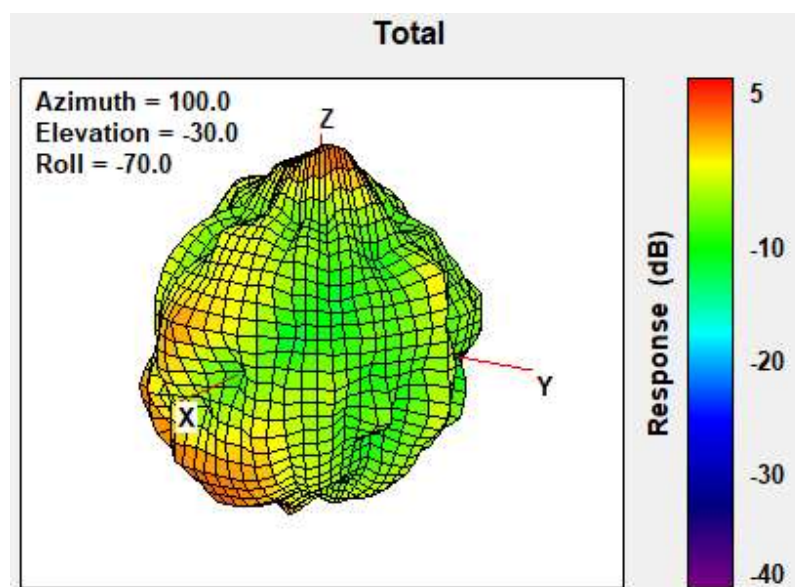 Total
Azimuth = 100.0
Elevation = -30.0
Roll = -70.0
Z
Y
X
5
-10
-20
-30
-40
Response (dB)